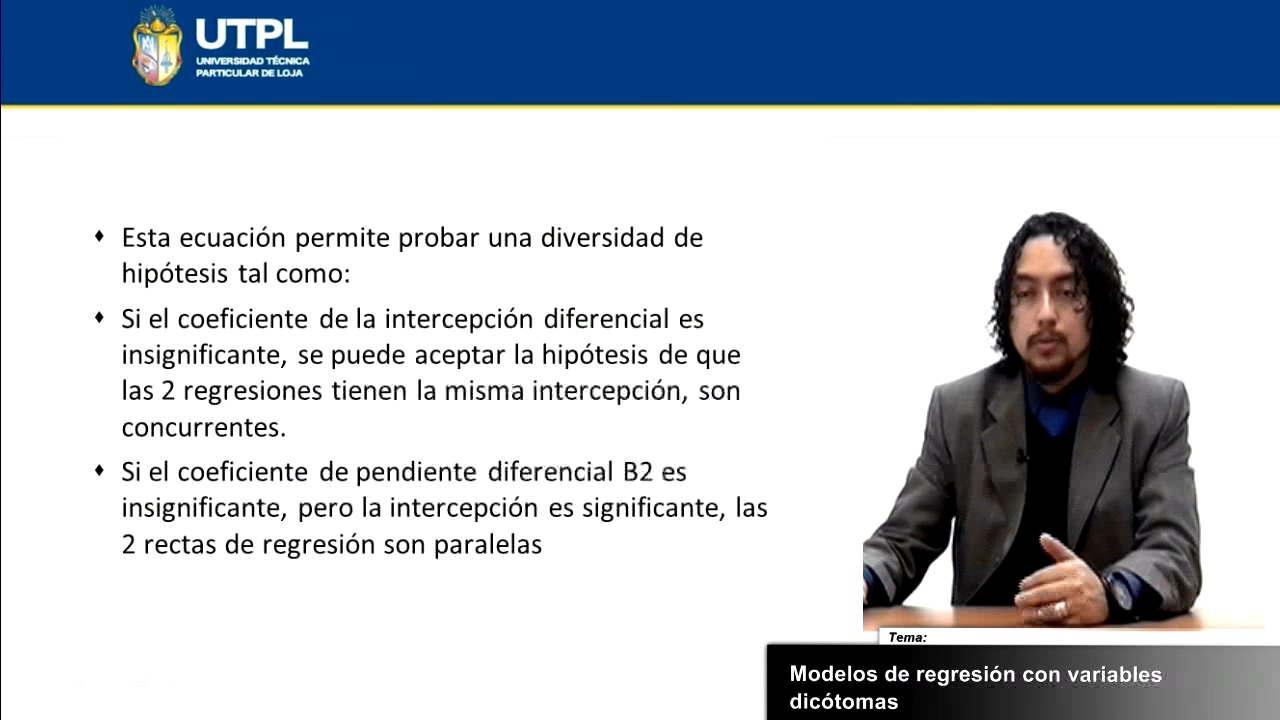 UTPL
UNIVERSIDAD TÉCNICA
PARTICULAR DE LOJA
Esta ecuación permite probar una diversidad de
hipótesis tal como:
Si el coeficiente de la intercepción diferencial es
insignificante, se puede aceptar la hipótesis de que
las 2 regresiones tienen la misma intercepción, son
concurrentes.
Si el coeficiente de pendiente diferencial B2 es
insignificante, pero la intercepción es significante, las
2 rectas de regresión son paralelas
Tema:
Modelos de regresión con variables
dicótomas